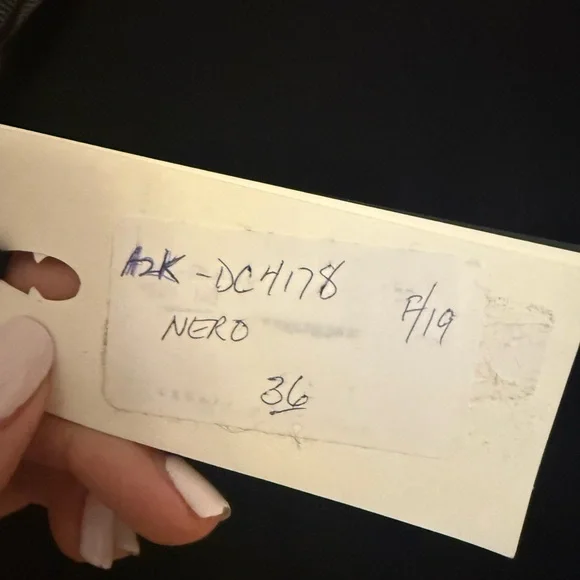 A2K - DC4178
F/19
NERO
36